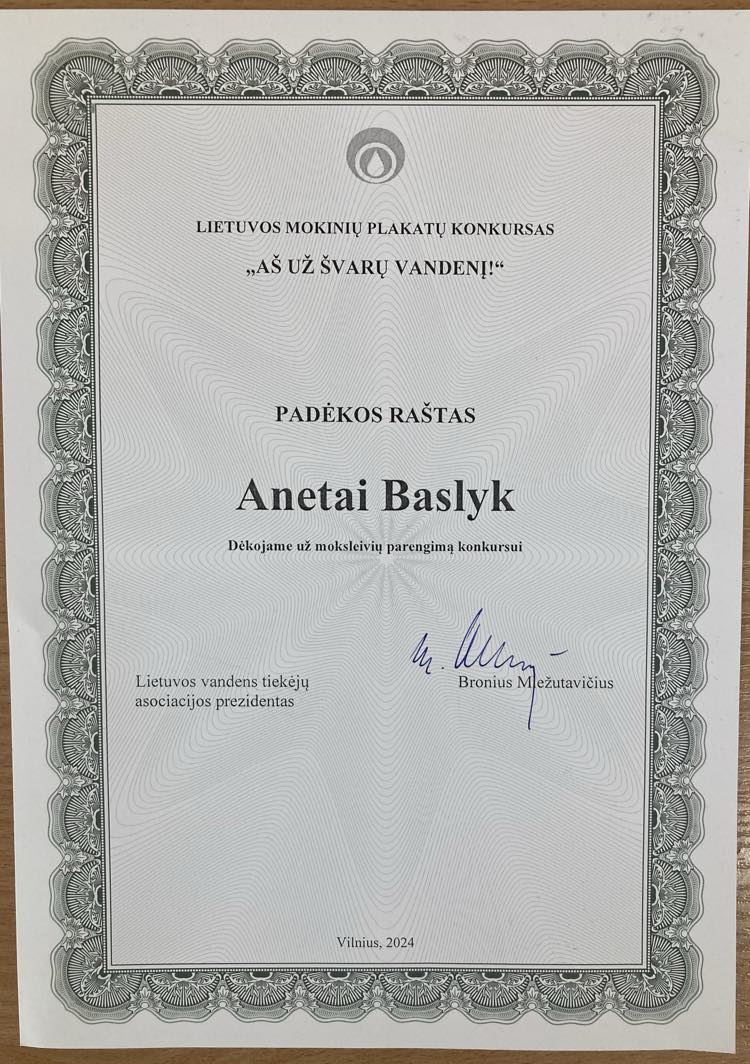 LIETUVOS MOKINIŲ PLAKATŲ KONKURSAS
„AŠ UŽ ŠVARŲ VANDENĮ!“
PADĖKOS RAŠTAS
Anetai Baslyk
Dėkojame už moksleivių parengimą konkursui
Lietuvos vandens tiekėjų
asociacijos prezidentas
Bronius Miežutavičius
Vilnius, 2024